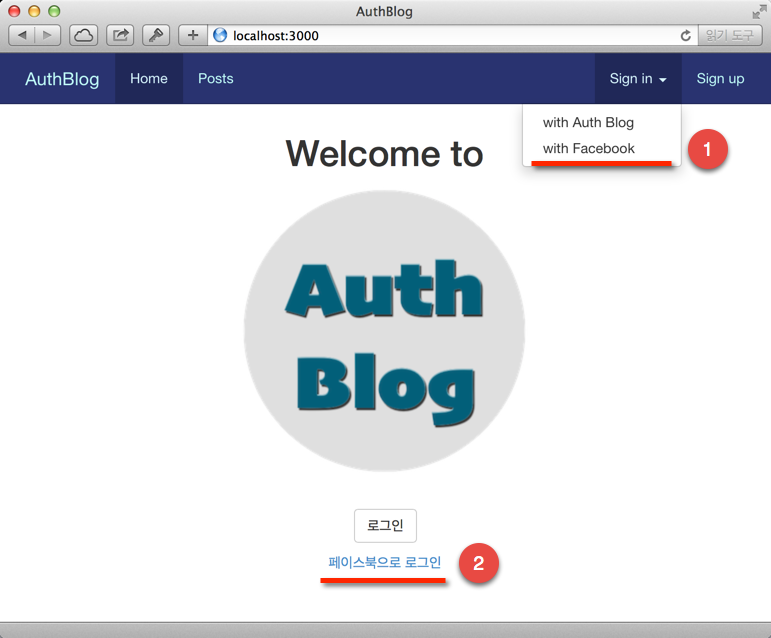 AuthBlog
localhost:3000
읽기 도구
AuthBlog Home Posts Sign in Sign up
with Auth Blog
with Facebook
1
Welcome to
Auth
Blog
로그인
페이스북으로 로그인
2